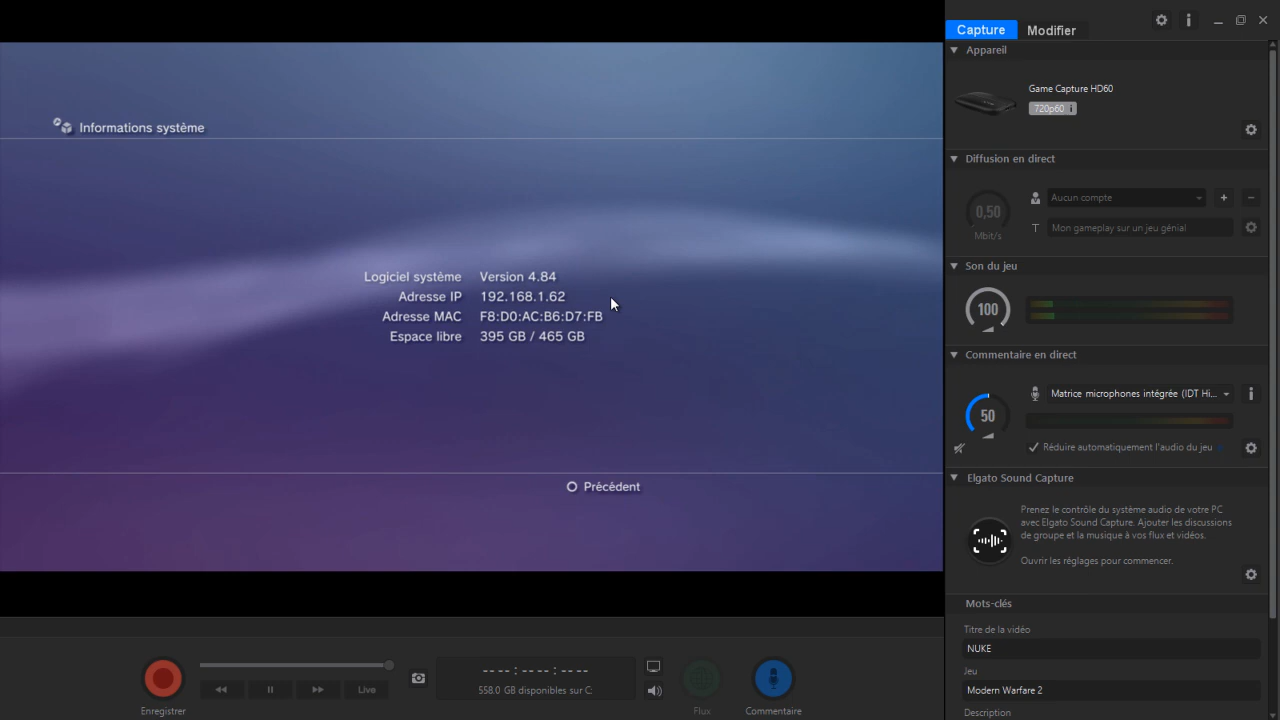 Capture
Modifier
Appareil
Game Capture HD60
720p60 i
Informations système
Diffusion en direct
Aucun compte
0,50
Mbit/s
T Mon gameplay sur un jeu génial
Son du jeu
100
Logiciel système Version 4.84
Adresse IP 192.168.1.62
Adresse MAC F8:D0:AC:B6:D7:FB
Espace libre 395 GB / 465 GB
Commentaire en direct
Matrice microphones intégrée (IDT Hi...
50
Réduire automatiquement l'audio du jeu
Elgato Sound Capture
Prenez le contrôle du système audio de votre PC
avec Elgato Sound Capture. Ajouter les discussions
de groupe et la musique à vos flux et vidéos.
Ouvrir les réglages pour commencer.
Précédent
Mots-clés
Titre de la vidéo
NUKE
Jeu
Modern Warfare 2
Description
-- -- : -- -- : -- --
558.0 GB disponibles sur C:
Live
Enregistrer
Flux
Commentaire